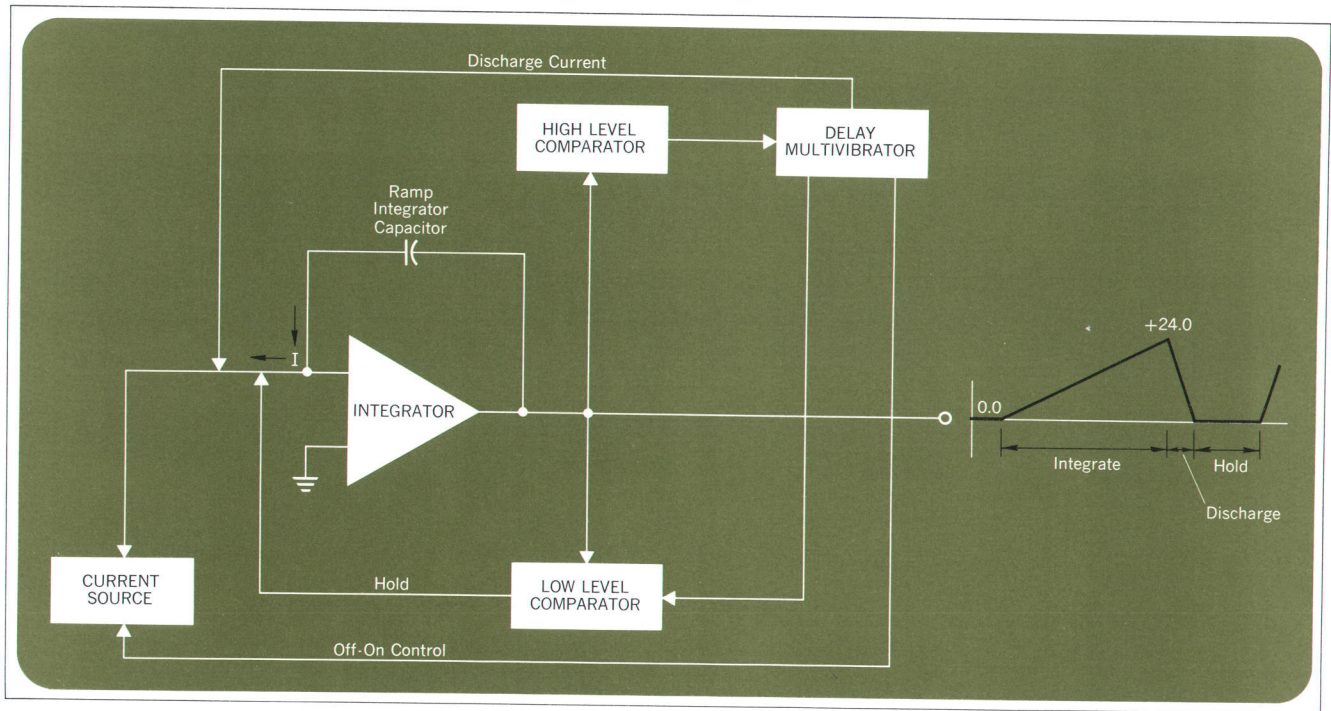 Discharge Current
HIGH LEVEL
COMPARATOR
DELAY
MULTIVIBRATOR
Ramp
Integrator
Capacitor
I
INTEGRATOR
+24.0
0.0
Integrate
Hold
Discharge
CURRENT
SOURCE
Hold
LOW LEVEL
COMPARATOR
Off-On Control